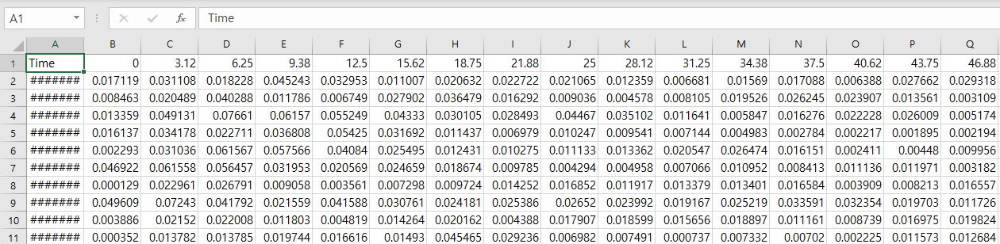 A1 fx Time
A B C D E F G H I J K L M N O P Q
1 Time 0 3.12 6.25 9.38 12.5 15.62 18.75 21.88 25 28.12 31.25 34.38 37.5 40.62 43.75 46.88
2 ####### 0.017119 0.031108 0.018228 0.045243 0.032953 0.011007 0.020632 0.022722 0.021065 0.012359 0.006681 0.01569 0.017088 0.006388 0.027662 0.029318
3 ####### 0.008463 0.020489 0.040288 0.011786 0.006749 0.027902 0.036479 0.016292 0.009036 0.004578 0.008105 0.019526 0.026245 0.023907 0.013561 0.003109
4 ####### 0.013359 0.049131 0.07661 0.06157 0.055249 0.04333 0.030105 0.028493 0.04467 0.035102 0.011641 0.005847 0.016276 0.022228 0.026009 0.005174
5 ####### 0.016137 0.034178 0.022711 0.036808 0.05425 0.031692 0.011437 0.006979 0.010247 0.009541 0.007144 0.004983 0.002784 0.002217 0.001895 0.002194
6 ####### 0.002293 0.031036 0.061567 0.057566 0.04084 0.025495 0.012431 0.010275 0.011133 0.013362 0.020547 0.026474 0.016151 0.002411 0.00448 0.009956
7 ####### 0.046922 0.061558 0.056457 0.031953 0.020569 0.024659 0.018674 0.009785 0.004294 0.004958 0.007066 0.010952 0.008413 0.011136 0.011971 0.003182
8 ####### 0.000129 0.022961 0.026791 0.009058 0.003561 0.007298 0.009724 0.014252 0.016852 0.011917 0.013379 0.013401 0.016584 0.003909 0.008213 0.016557
9 ####### 0.049609 0.07243 0.041792 0.021559 0.041588 0.030761 0.024181 0.025386 0.02652 0.023992 0.019167 0.025219 0.033591 0.032354 0.019703 0.011726
10 ####### 0.003886 0.02152 0.022008 0.011803 0.004819 0.014264 0.020162 0.004388 0.017907 0.018599 0.015656 0.018897 0.011161 0.008739 0.016975 0.019824
11 ####### 0.000352 0.013782 0.013785 0.019744 0.016616 0.01493 0.045465 0.029236 0.006982 0.007491 0.000737 0.007332 0.00702 0.002225 0.011573 0.012684